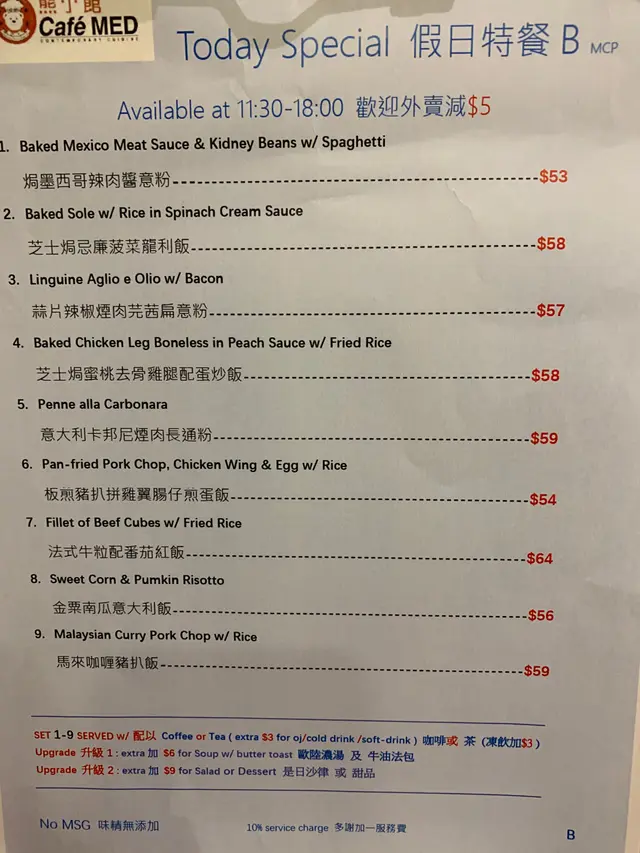 熊小館
Café MED
CONTEMPORARY CUISINE
Today Special 假日特餐 B MCP
Available at 11:30-18:00 歡迎外賣減$5
1. Baked Mexico Meat Sauce & Kidney Beans w/ Spaghetti
焗墨西哥辣肉醬意粉 $53
2. Baked Sole w/ Rice in Spinach Cream Sauce
芝士焗忌廉菠菜龍利飯 $58
3. Linguine Aglio e Olio w/ Bacon
蒜片辣椒煙肉芫茜扁意粉 $57
4. Baked Chicken Leg Boneless in Peach Sauce w/ Fried Rice
芝士焗蜜桃去骨雞腿配蛋炒飯 $58
5. Penne alla Carbonara
意大利卡邦尼煙肉長通粉 $59
6. Pan-fried Pork Chop, Chicken Wing & Egg w/ Rice
板煎豬扒拼雞翼腸仔煎蛋飯 $54
7. Fillet of Beef Cubes w/ Fried Rice
法式牛粒配番茄紅飯 $64
8. Sweet Corn & Pumkin Risotto
金粟南瓜意大利飯 $56
9. Malaysian Curry Pork Chop w/ Rice
馬來咖喱豬扒飯 $59
SET 1-9 SERVED w/ 配以 Coffee or Tea ( extra $3 for oj/cold drink /soft-drink ) 咖啡或 茶 (凍飲加$3 )
Upgrade 升級 1 : extra 加 $6 for Soup w/ butter toast 歐陸濃湯 及 牛油法包
Upgrade 升級 2 : extra 加 $9 for Salad or Dessert 是日沙律 或 甜品
No MSG 味精無添加
10% service charge 多謝加一服務費
B